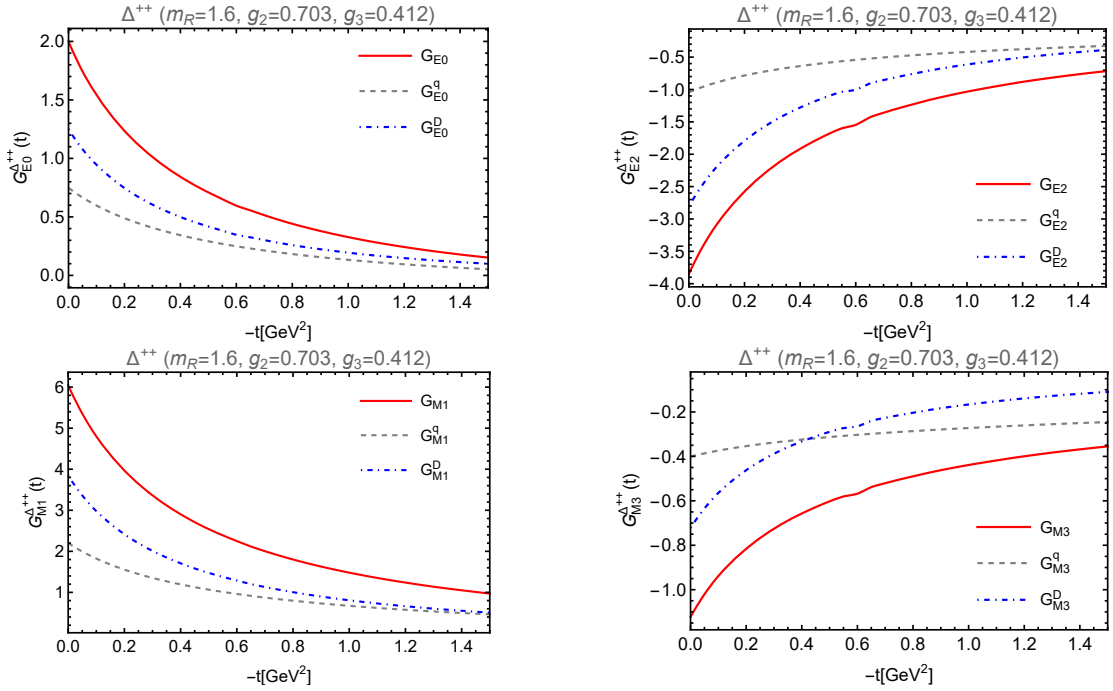 Δ++ (mR=1.6, g2=0.703, g3=0.412)
GE0Δ++(t)
2.0
1.5
1.0
0.5
0.0
GE0
GE0q
GE0D
0.0 0.2 0.4 0.6 0.8 1.0 1.2 1.4
−t[GeV2]
Δ++ (mR=1.6, g2=0.703, g3=0.412)
GE2Δ++(t)
−0.5
−1.0
−1.5
−2.0
−2.5
−3.0
−3.5
−4.0
GE2
GE2q
GE2D
0.0 0.2 0.4 0.6 0.8 1.0 1.2 1.4
−t[GeV2]
Δ++ (mR=1.6, g2=0.703, g3=0.412)
GM1Δ++(t)
6
5
4
3
2
1
GM1
GM1q
GM1D
0.0 0.2 0.4 0.6 0.8 1.0 1.2 1.4
−t[GeV2]
Δ++ (mR=1.6, g2=0.703, g3=0.412)
GM3Δ++(t)
−0.2
−0.4
−0.6
−0.8
−1.0
GM3
GM3q
GM3D
0.0 0.2 0.4 0.6 0.8 1.0 1.2 1.4
−t[GeV2]